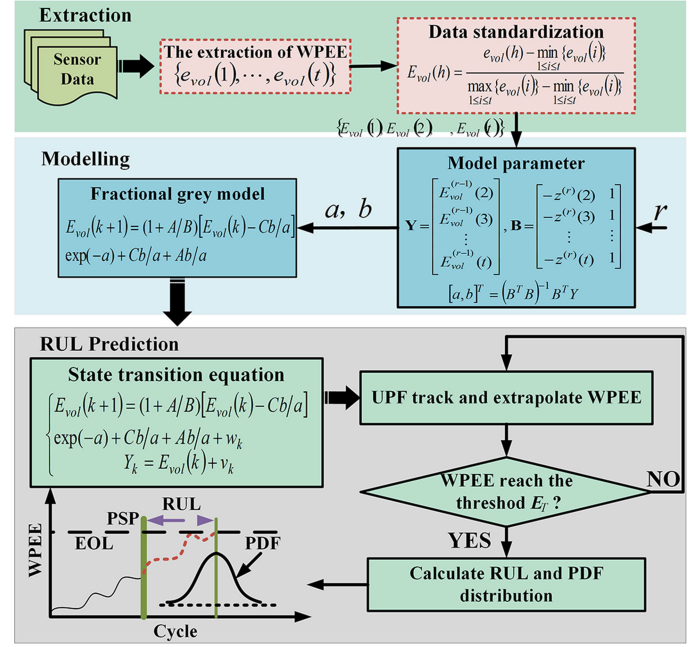 Extraction
Sensor
Data
The extraction of WPEE
{e_vol(1),⋯,e_vol(t)}
Data standardization
E_vol(h) = (e_vol(h) − min_{1≤i≤t}{e_vol(i)}) / (max_{1≤i≤t}{e_vol(i)} − min_{1≤i≤t}{e_vol(i)})
{E_vol(1) E_vol(2) , E_vol(t)}
Modelling
Fractional grey model
E_vol(k+1)=(1+A/B)[E_vol(k)−Cb/a]
exp(−a)+Cb/a+Ab/a
a, b
Model parameter
Y = [E_vol^(r-1)(2) E_vol^(r-1)(3) ⋮ E_vol^(r-1)(t)], B = [−z^(r)(2) 1 −z^(r)(3) 1 ⋮ ⋮ −z^(r)(t) 1]
[a,b]^T = (B^T B)^−1 B^T Y
r
RUL Prediction
State transition equation
E_vol(k+1)=(1+A/B)[E_vol(k)−Cb/a]
exp(−a)+Cb/a+Ab/a+w_k
Y_k = E_vol(k)+v_k
UPF track and extrapolate WPEE
WPEE reach the
threshod E_T ?
NO
YES
Calculate RUL and PDF
distribution
WPEE
PSP
RUL
EOL
PDF
Cycle